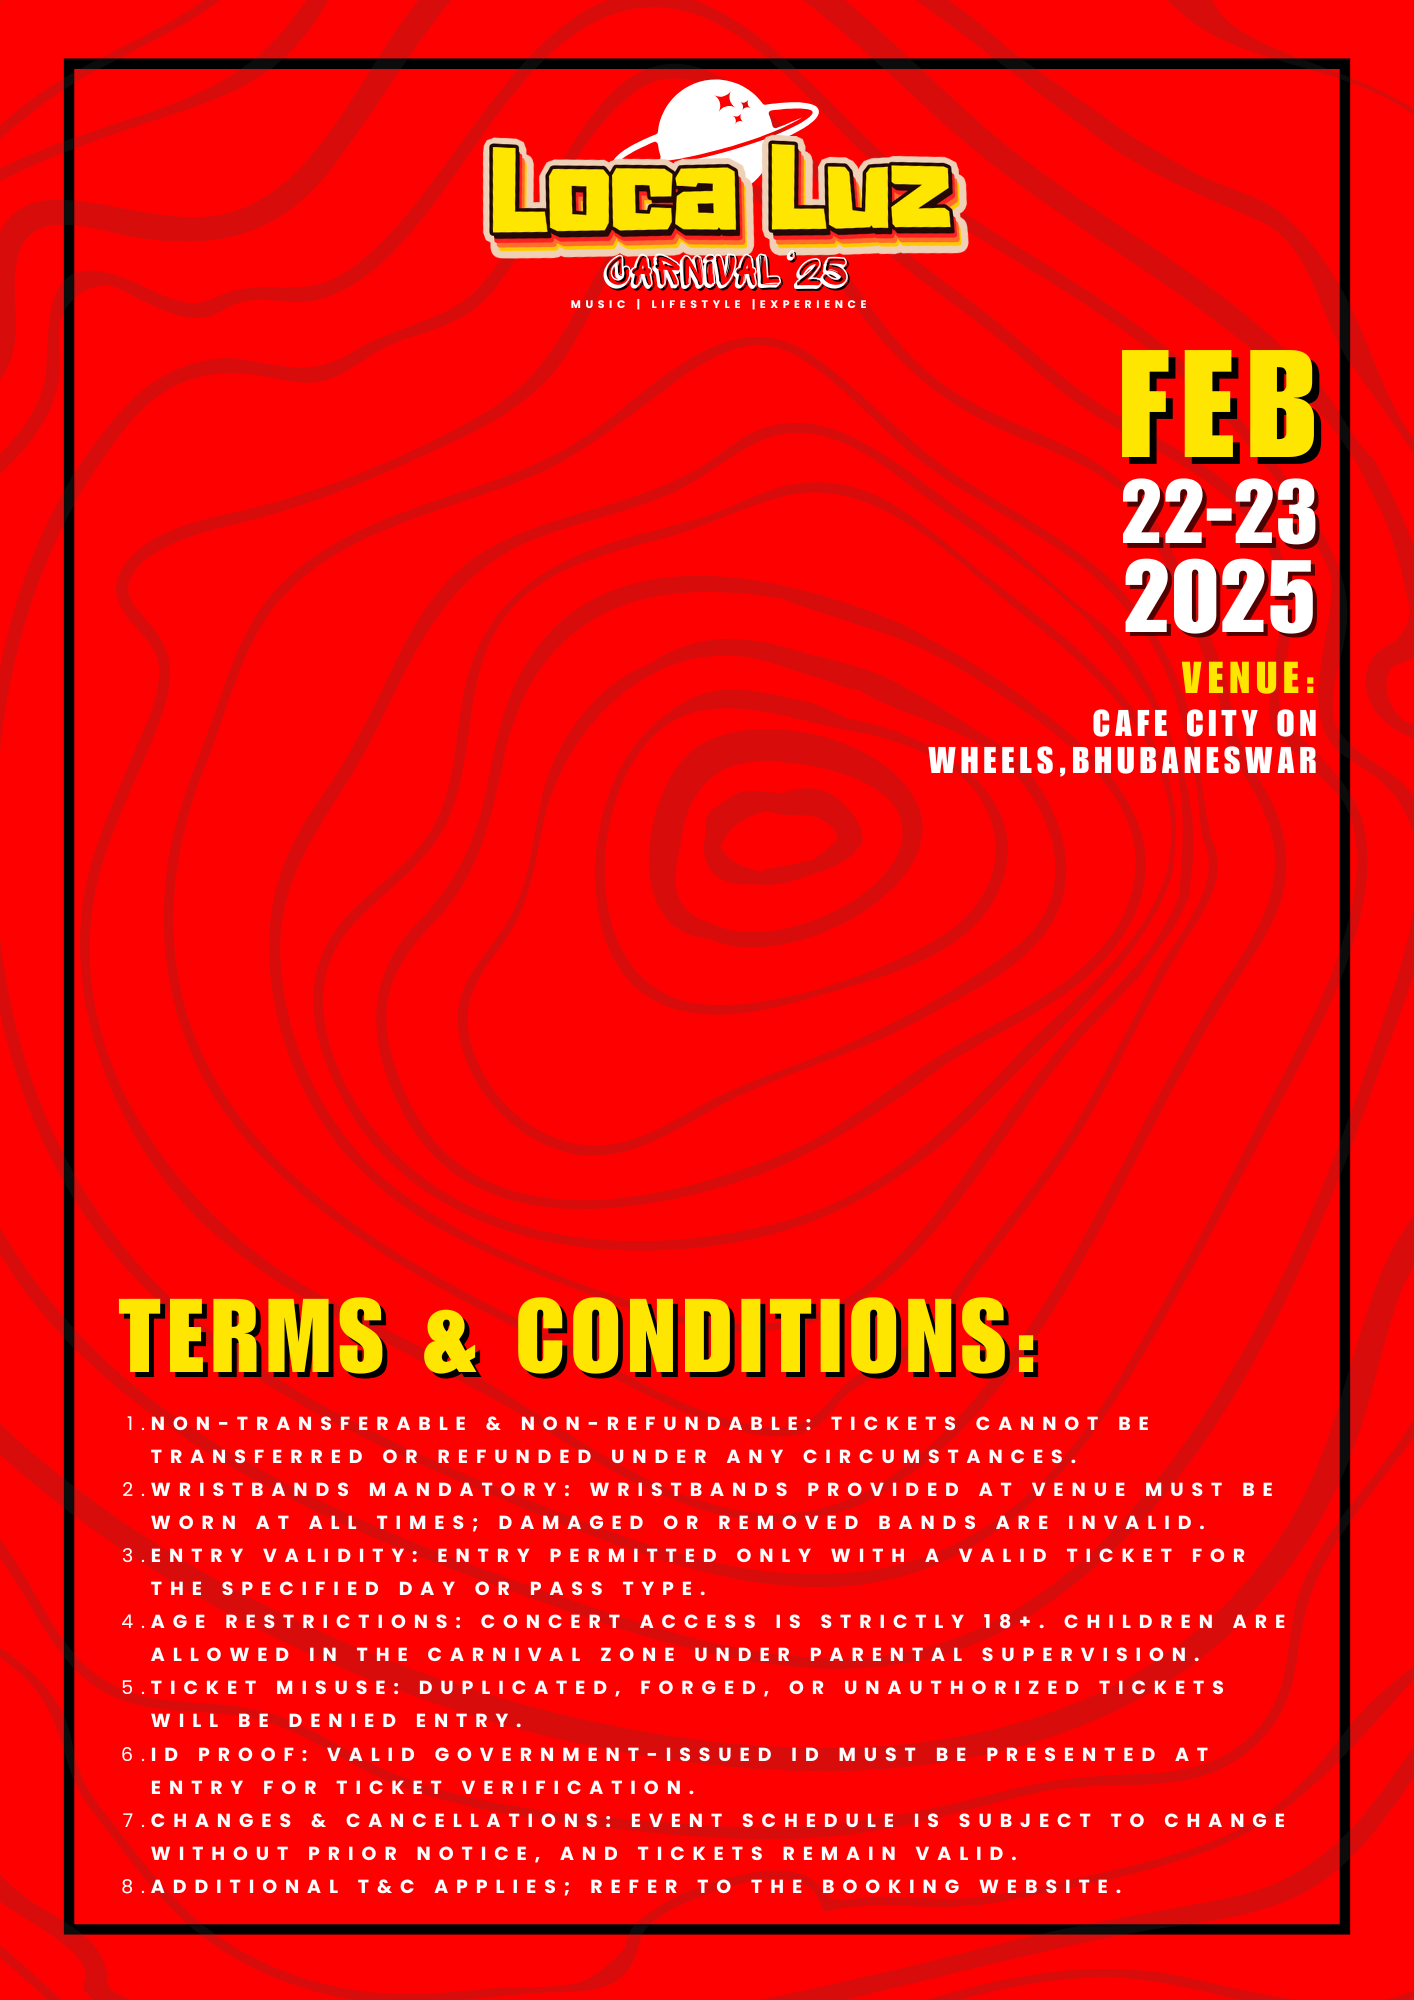 Loca Luz
CARNIVAL '25
MUSIC | LIFESTYLE |EXPERIENCE
FEB
22-23
2025
VENUE:
CAFE CITY ON
WHEELS,BHUBANESWAR
TERMS & CONDITIONS:
1. NON-TRANSFERABLE & NON-REFUNDABLE: TICKETS CANNOT BE
TRANSFERRED OR REFUNDED UNDER ANY CIRCUMSTANCES.
2. WRISTBANDS MANDATORY: WRISTBANDS PROVIDED AT VENUE MUST BE
WORN AT ALL TIMES; DAMAGED OR REMOVED BANDS ARE INVALID.
3. ENTRY VALIDITY: ENTRY PERMITTED ONLY WITH A VALID TICKET FOR
THE SPECIFIED DAY OR PASS TYPE.
4. AGE RESTRICTIONS: CONCERT ACCESS IS STRICTLY 18+. CHILDREN ARE
ALLOWED IN THE CARNIVAL ZONE UNDER PARENTAL SUPERVISION.
5. TICKET MISUSE: DUPLICATED, FORGED, OR UNAUTHORIZED TICKETS
WILL BE DENIED ENTRY.
6. ID PROOF: VALID GOVERNMENT-ISSUED ID MUST BE PRESENTED AT
ENTRY FOR TICKET VERIFICATION.
7. CHANGES & CANCELLATIONS: EVENT SCHEDULE IS SUBJECT TO CHANGE
WITHOUT PRIOR NOTICE, AND TICKETS REMAIN VALID.
8. ADDITIONAL T&C APPLIES; REFER TO THE BOOKING WEBSITE.